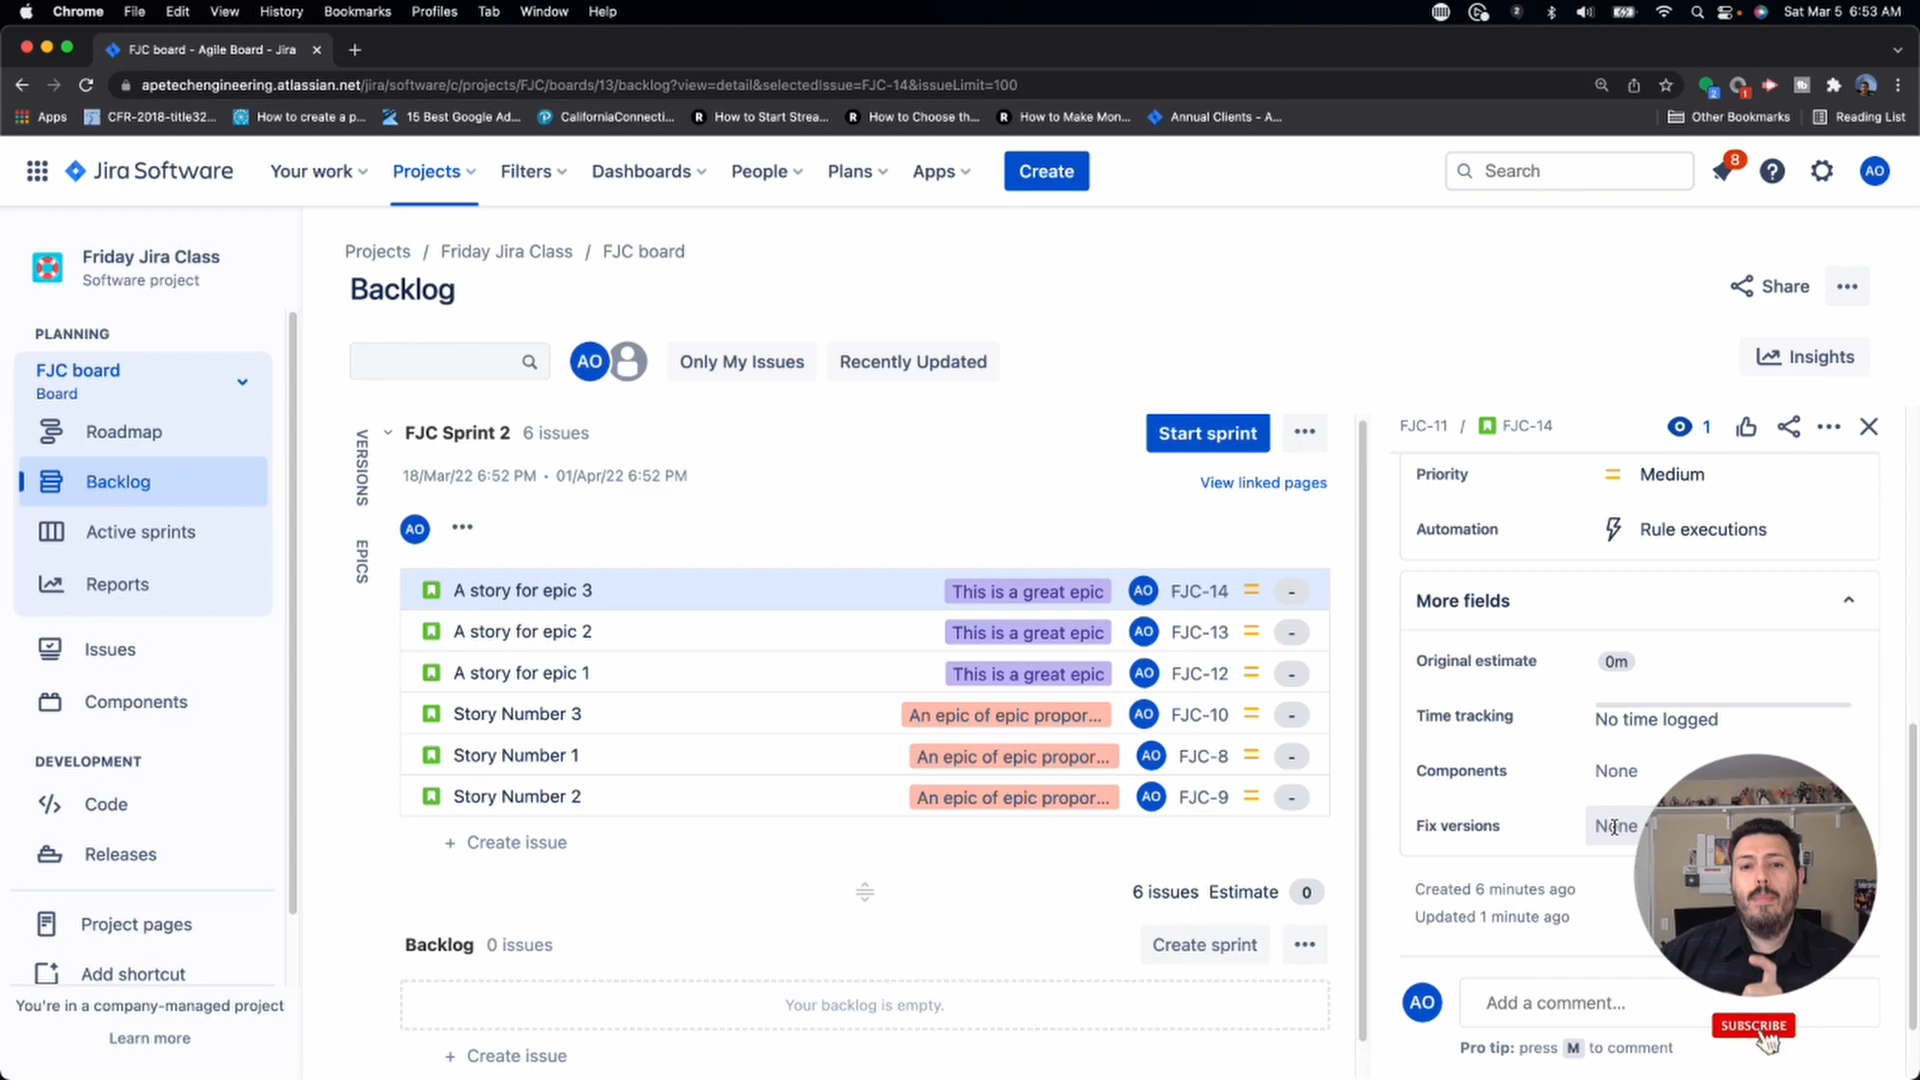 Chrome File Edit View History Bookmarks Profiles Tab Window Help 2 Sat Mar 5 6:53 AM
FJC board - Agile Board - Jira
apetechengineering.atlassian.net/jira/software/c/projects/FJC/boards/13/backlog?view=detail&selectedIssue=FJC-14&issueLimit=100 2 1
Apps CFR-2018-title32... How to create a p... 15 Best Google Ad... CaliforniaConnecti... How to Start Strea... How to Choose th... How to Make Mon... Annual Clients - A... Other Bookmarks Reading List
Jira Software Your work Projects Filters Dashboards People Plans Apps Create Search 8 AO
Friday Jira Class
Software project
PLANNING
FJC board
Board
Roadmap
Backlog
Active sprints
Reports
Issues
Components
DEVELOPMENT
Code
Releases
Project pages
Add shortcut
You're in a company-managed project
Learn more
Projects / Friday Jira Class / FJC board
Backlog
Share
AO Only My Issues Recently Updated
Insights
VERSIONS
EPICS
FJC Sprint 2 6 issues Start sprint
18/Mar/22 6:52 PM • 01/Apr/22 6:52 PM
View linked pages
AO
A story for epic 3 This is a great epic AO FJC-14 -
A story for epic 2 This is a great epic AO FJC-13 -
A story for epic 1 This is a great epic AO FJC-12 -
Story Number 3 An epic of epic propor... AO FJC-10 -
Story Number 1 An epic of epic propor... AO FJC-8 -
Story Number 2 An epic of epic propor... AO FJC-9 -
+ Create issue
6 issues Estimate 0
Backlog 0 issues Create sprint
Your backlog is empty.
+ Create issue
FJC-11 / FJC-14 1
Priority Medium
Automation Rule executions
More fields
Original estimate 0m
Time tracking No time logged
Components None
Fix versions None
Created 6 minutes ago
Updated 1 minute ago
AO Add a comment...
SUBSCRIBE
Pro tip: press M to comment